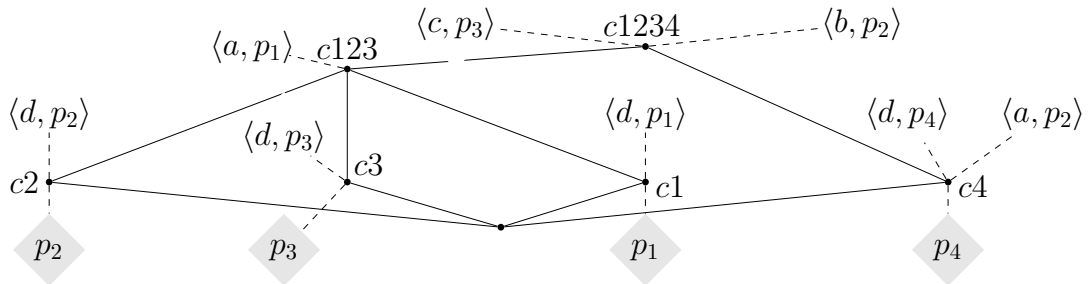 ⟨c, p₃⟩ c1234 ⟨b, p₂⟩
⟨a, p₁⟩ c123
⟨d, p₂⟩ ⟨d, p₃⟩ ⟨d, p₁⟩ ⟨d, p₄⟩ ⟨a, p₂⟩
c2 c3 c1 c4
p₂ p₃ p₁ p₄